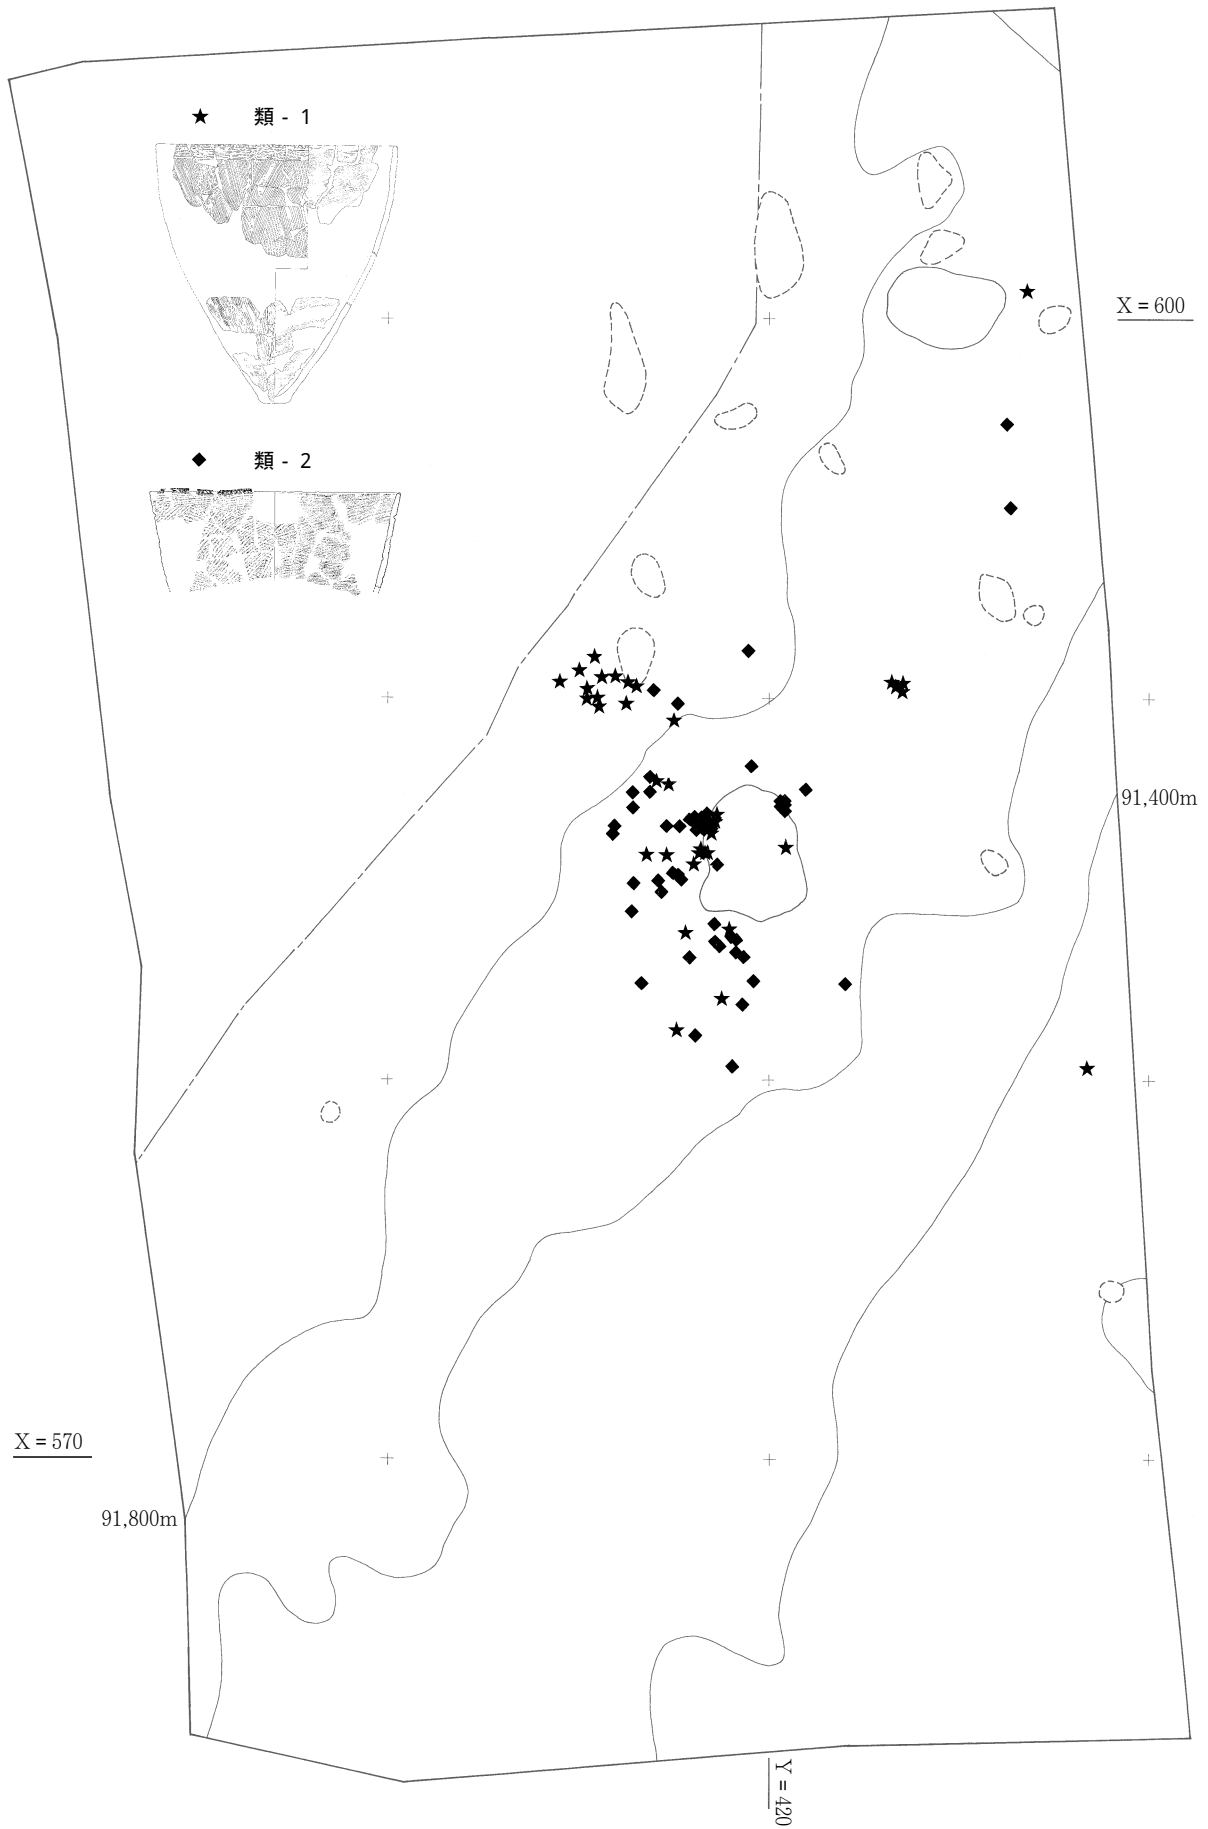 ★ 類 - 1
◆ 類 - 2
X = 600
91,400m
X = 570
91,800m
Y = 420